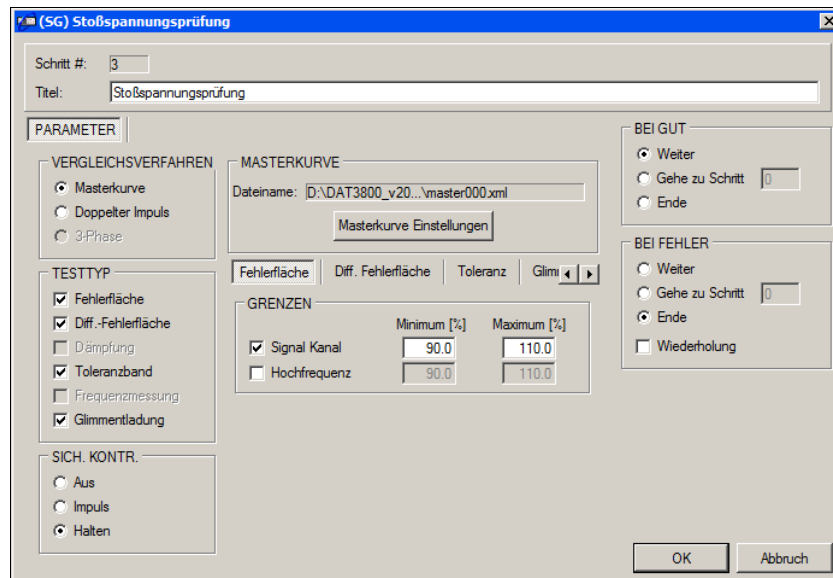 (SG) Stoßspannungsprüfung
Schritt #: 3
Titel: Stoßspannungsprüfung
PARAMETER
VERGLEICHSVERFAHREN
Masterkurve
Doppelter Impuls
3-Phase
TESTTYP
Fehlerfläche
Diff.-Fehlerfläche
Dämpfung
Toleranzband
Frequenzmessung
Glimmentladung
SICH. KONTR.
Aus
Impuls
Halten
MASTERKURVE
Dateiname: D:\DAT3800_v20...\master000.xml
Masterkurve Einstellungen
Fehlerfläche Diff. Fehlerfläche Toleranz Glim
GRENZEN
Minimum [%] Maximum [%]
Signal Kanal 90.0 110.0
Hochfrequenz 90.0 110.0
BEI GUT
Weiter
Gehe zu Schritt 0
Ende
BEI FEHLER
Weiter
Gehe zu Schritt 0
Ende
Wiederholung
OK Abbruch